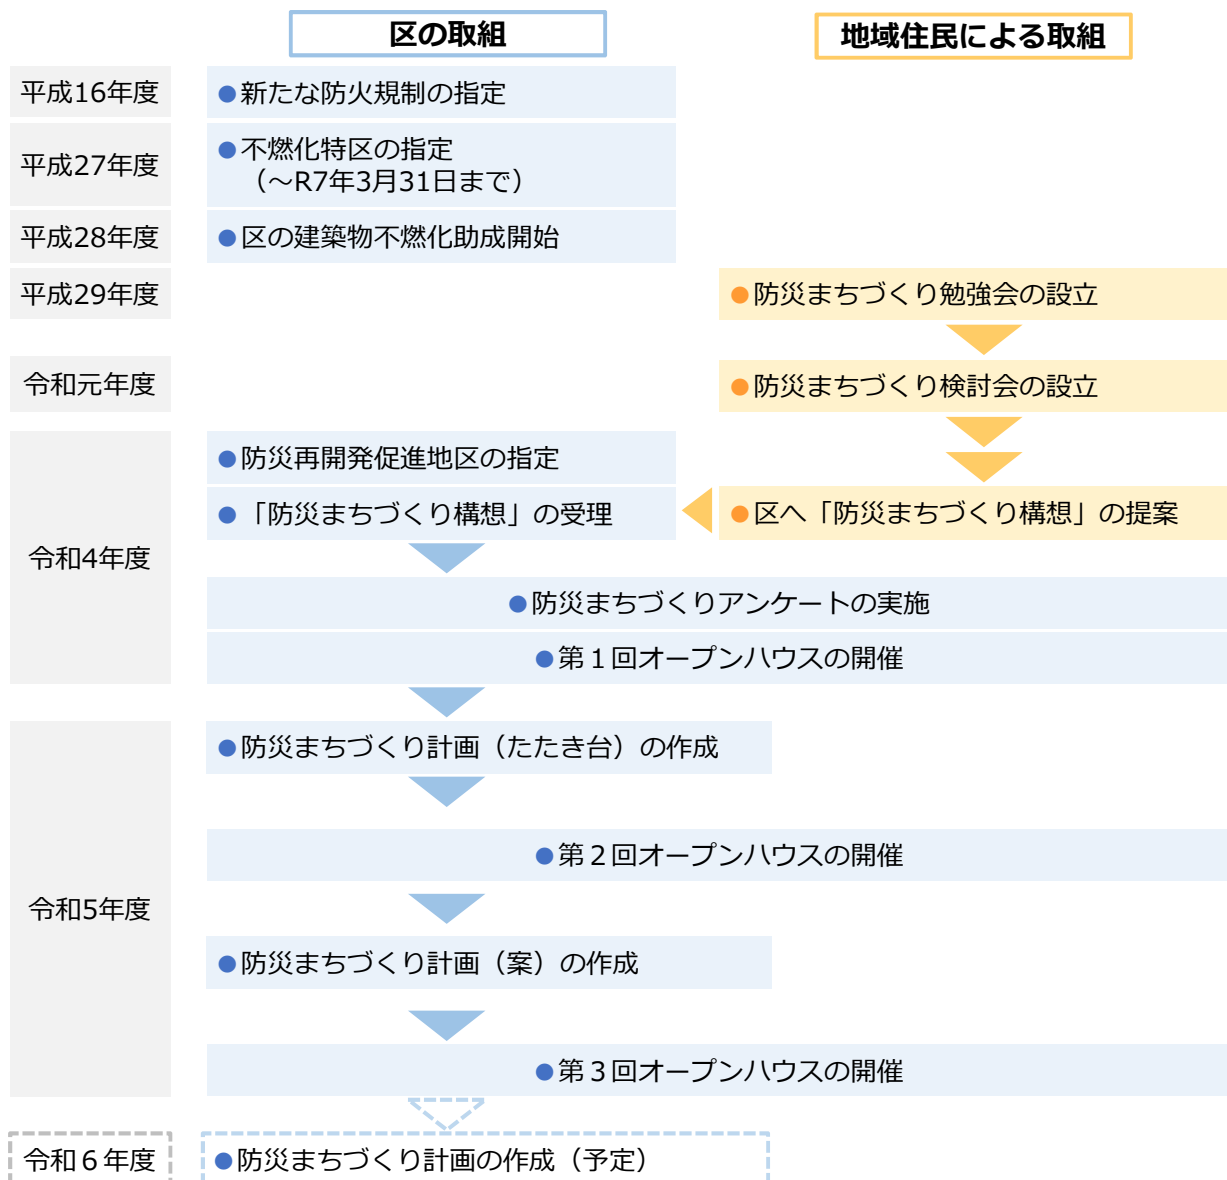 区の取組
地域住民による取組
平成16年度
●新たな防火規制の指定
平成27年度
●不燃化特区の指定
（～R7年3月31日まで）
平成28年度
●区の建築物不燃化助成開始
平成29年度
●防災まちづくり勉強会の設立
令和元年度
●防災まちづくり検討会の設立
令和4年度
●防災再開発促進地区の指定
●「防災まちづくり構想」の受理
●区へ「防災まちづくり構想」の提案
●防災まちづくりアンケートの実施
●第１回オープンハウスの開催
令和5年度
●防災まちづくり計画（たたき台）の作成
●第２回オープンハウスの開催
●防災まちづくり計画（案）の作成
●第３回オープンハウスの開催
令和６年度
●防災まちづくり計画の作成（予定）